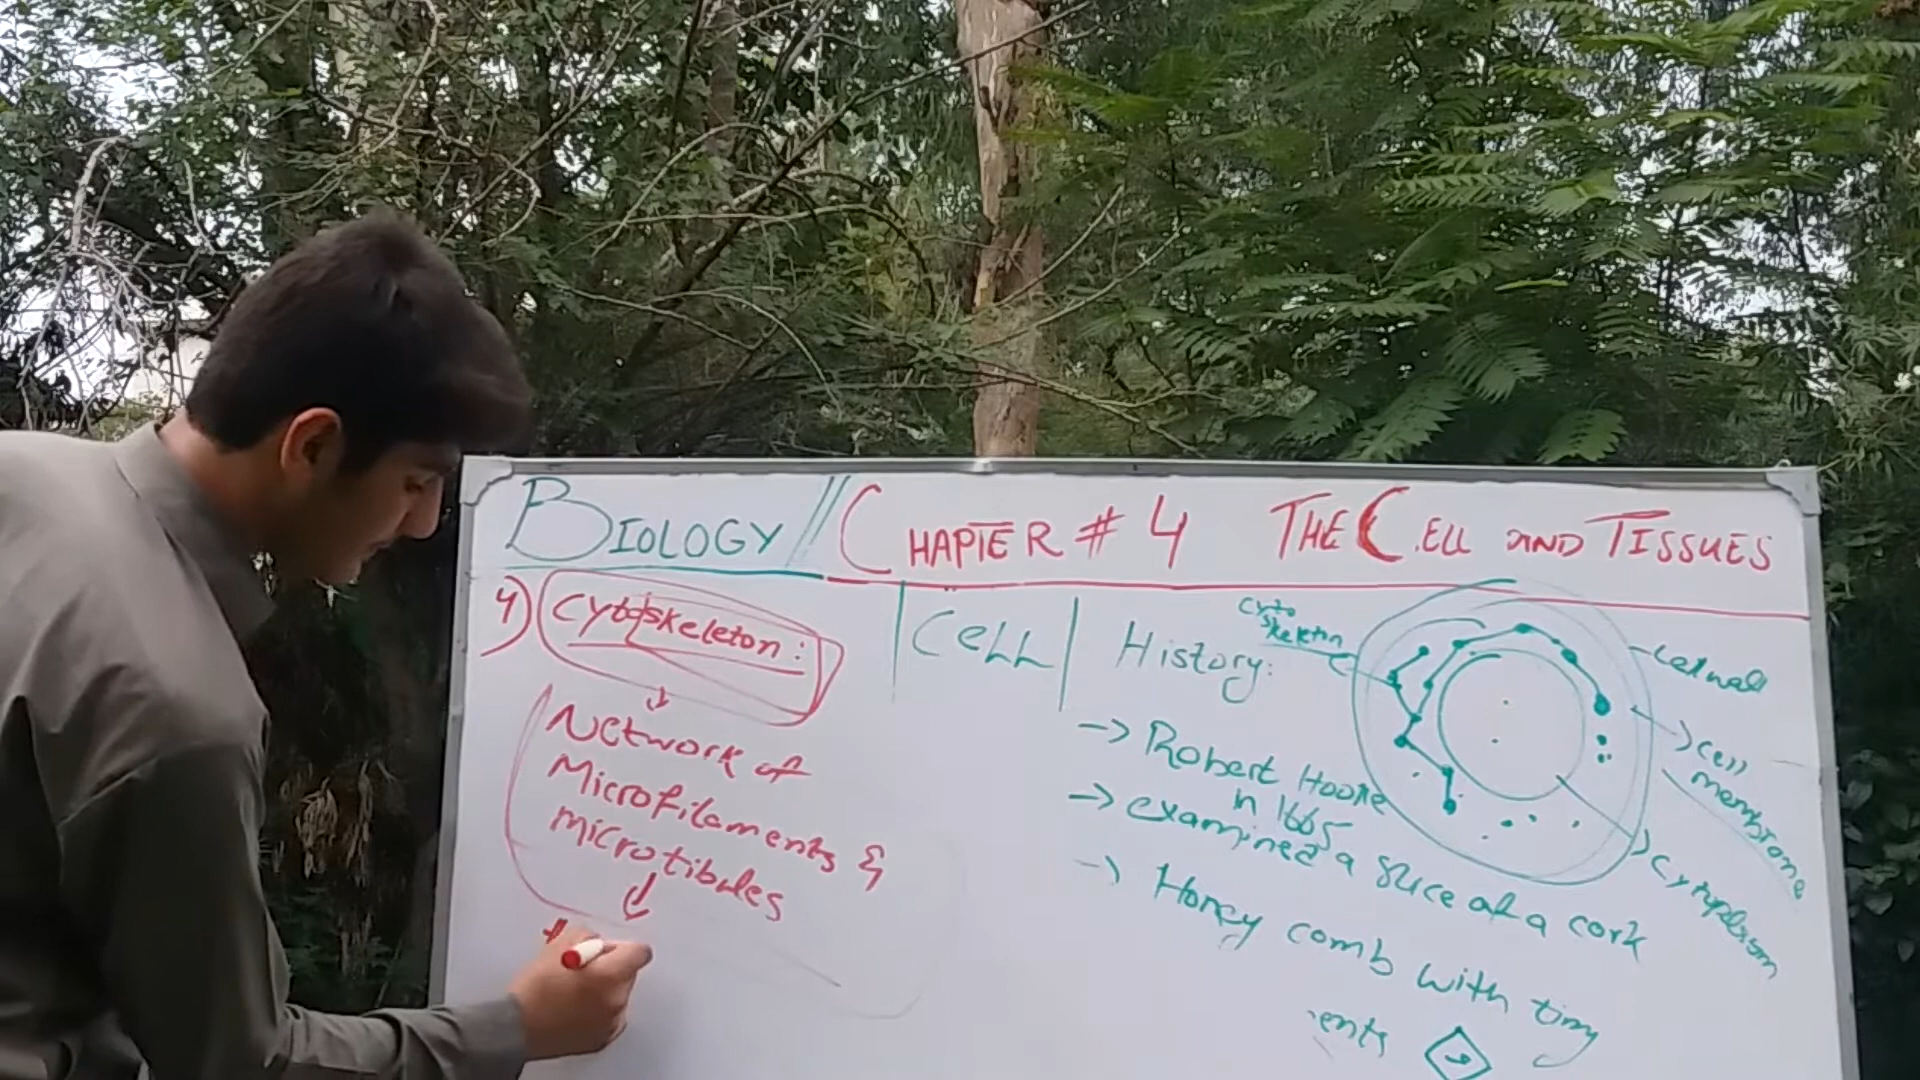 BIOLOGY // CHAPTER # 4 THE CELL AND TISSUES
4) Cytoskeleton:
Network of
Microfilaments &
microtibules
| CELL |
History:
→ Robert Hooke
in 1665
→ examined a slice of a cork
→ Honey comb with tiny
ents
Cyto
skeleton
Cell wall
Cell
membrane
Cytoplasm